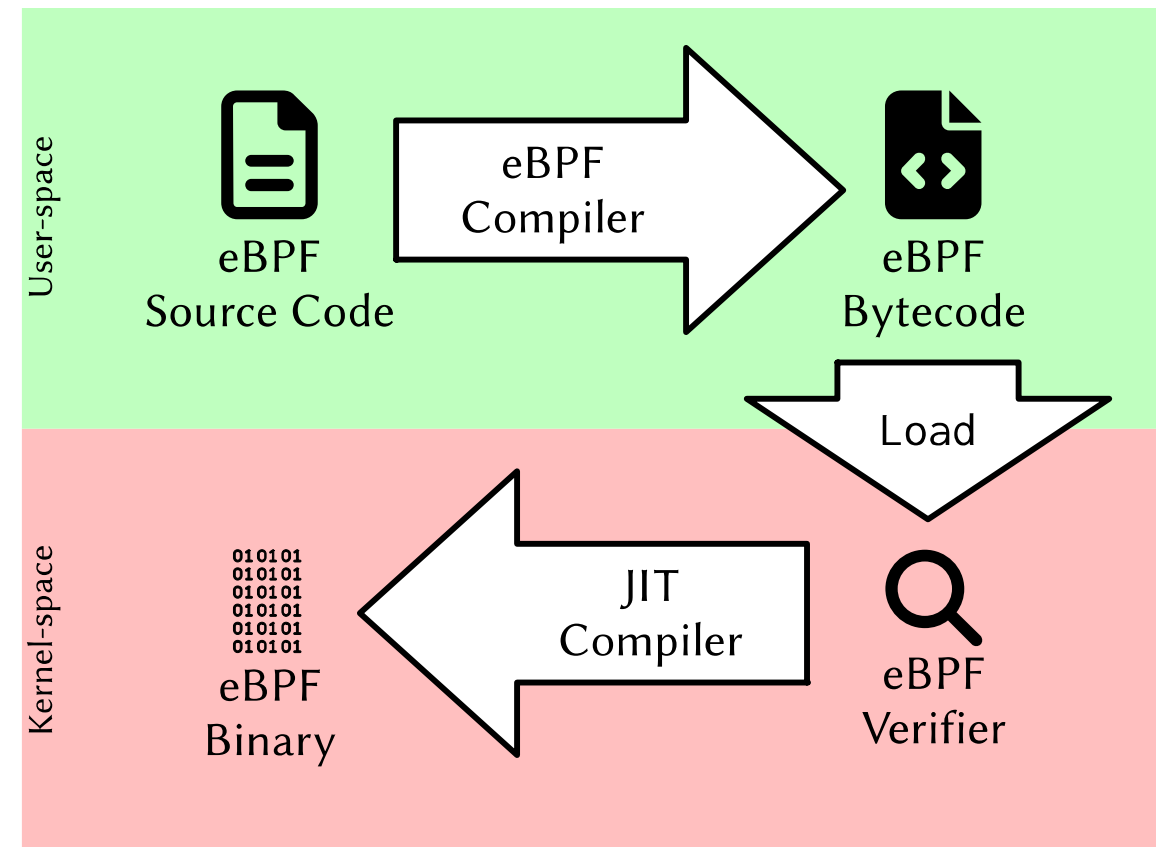 User-space
eBPF
Source Code
eBPF
Compiler
eBPF
Bytecode
Load
Kernel-space
010101
010101
010101
010101
010101
010101
eBPF
Binary
JIT
Compiler
eBPF
Verifier